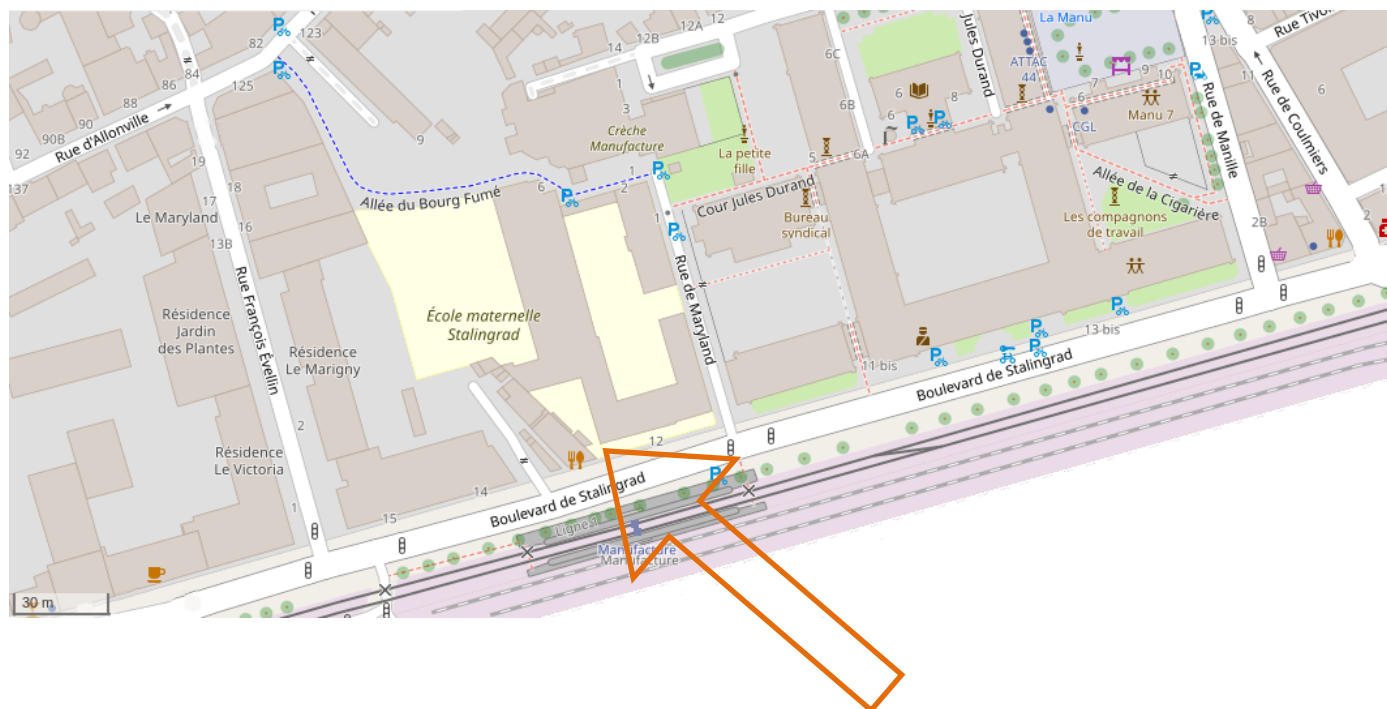 82
123
86
84
125
88
90
90B
92
137
Rue d'Allonville
19
18
17
Le Maryland
16
13B
Rue François Évellin
Résidence
Jardin
des Plantes
Résidence
Le Marigny
2
Résidence
Le Victoria
1
15
14
9
Allée du Bourg Fumé
6
2
1
1
École maternelle
Stalingrad
12
Boulevard de Stalingrad
Ligne 1
Manufacture
Manufacture
30 m
12
12A
12B
14
1
3
Crèche
Manufacture
La petite
fille
Cour Jules Durand
Bureau
syndical
Rue de Maryland
5
6A
6B
6C
6
6
8
Jules Durand
ATTAC
44
La Manu
7
6
9
10
CGL
Manu 7
Allée de la Cigarière
Les compagnons
de travail
11 bis
13 bis
Boulevard de Stalingrad
Rue de Manille
13 bis
8
11
Rue de Coulmiers
Rue Tivo
6
2B
2